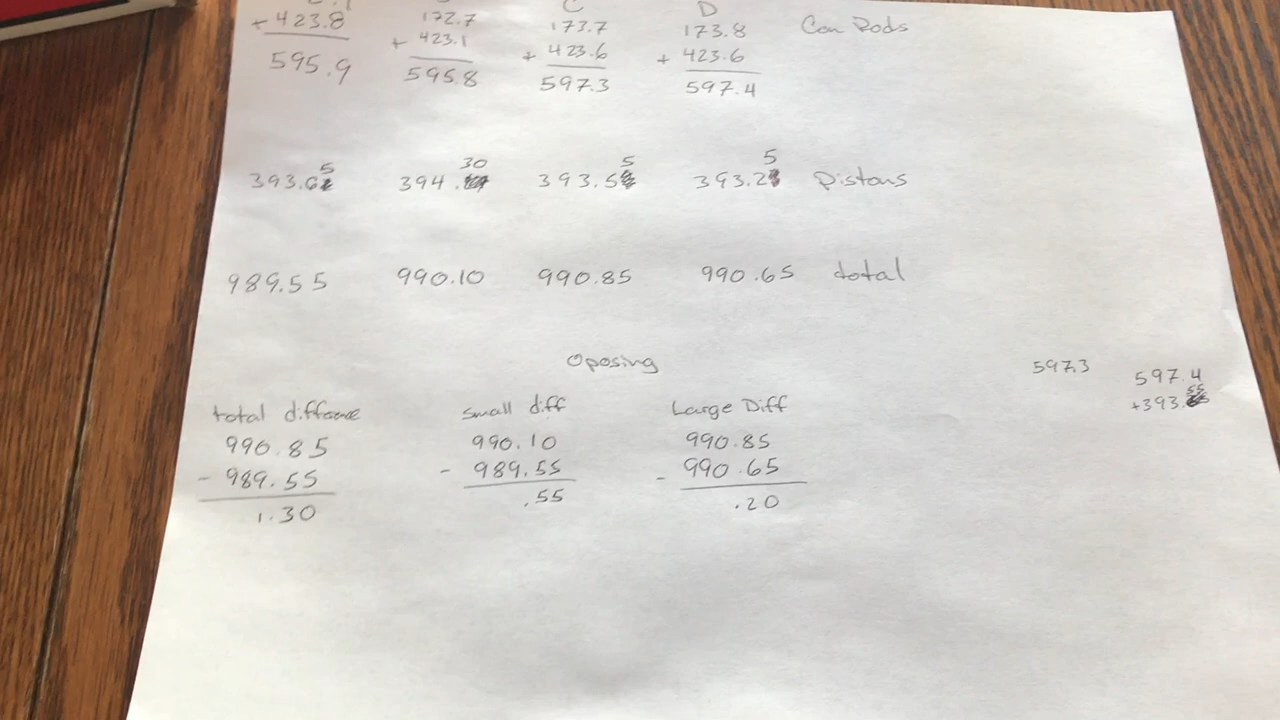 C D
+ 423.8 172.7 173.7 173.8 Con Rods
+ 423.1 + 423.6 + 423.6
595.9 595.8 597.3 597.4
5 30 5 5
393.6 394. 393.5 393.2 Pistons
989.55 990.10 990.85 990.65 total
Oposing
597.3 597.4
+393.55
total differance small diff Large Diff
990.85 990.10 990.85
- 989.55 - 989.55 - 990.65
1.30 .55 .20